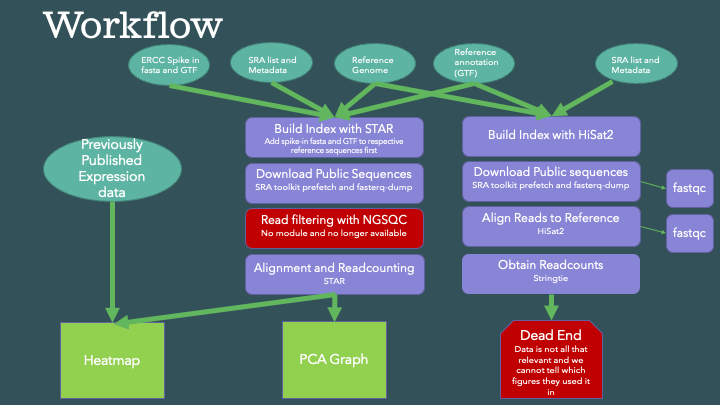 Workflow
ERCC Spike in
fasta and GTF
SRA list and
Metadata
Reference
Genome
Reference
annotation
(GTF)
SRA list and
Metadata
Previously
Published
Expression
data
Build Index with STAR
Add spike-in fasta and GTF to respective
reference sequences first
Download Public Sequences
SRA toolkit prefetch and fasterq-dump
Read filtering with NGSQC
No module and no longer available
Alignment and Readcounting
STAR
Build Index with HiSat2
Download Public sequences
SRA toolkit prefetch and fasterq-dump
fastqc
Align Reads to Reference
HiSat2
fastqc
Obtain Readcounts
Stringtie
Heatmap
PCA Graph
Dead End
Data is not all that
relevant and we
cannot tell which
figures they used it
in